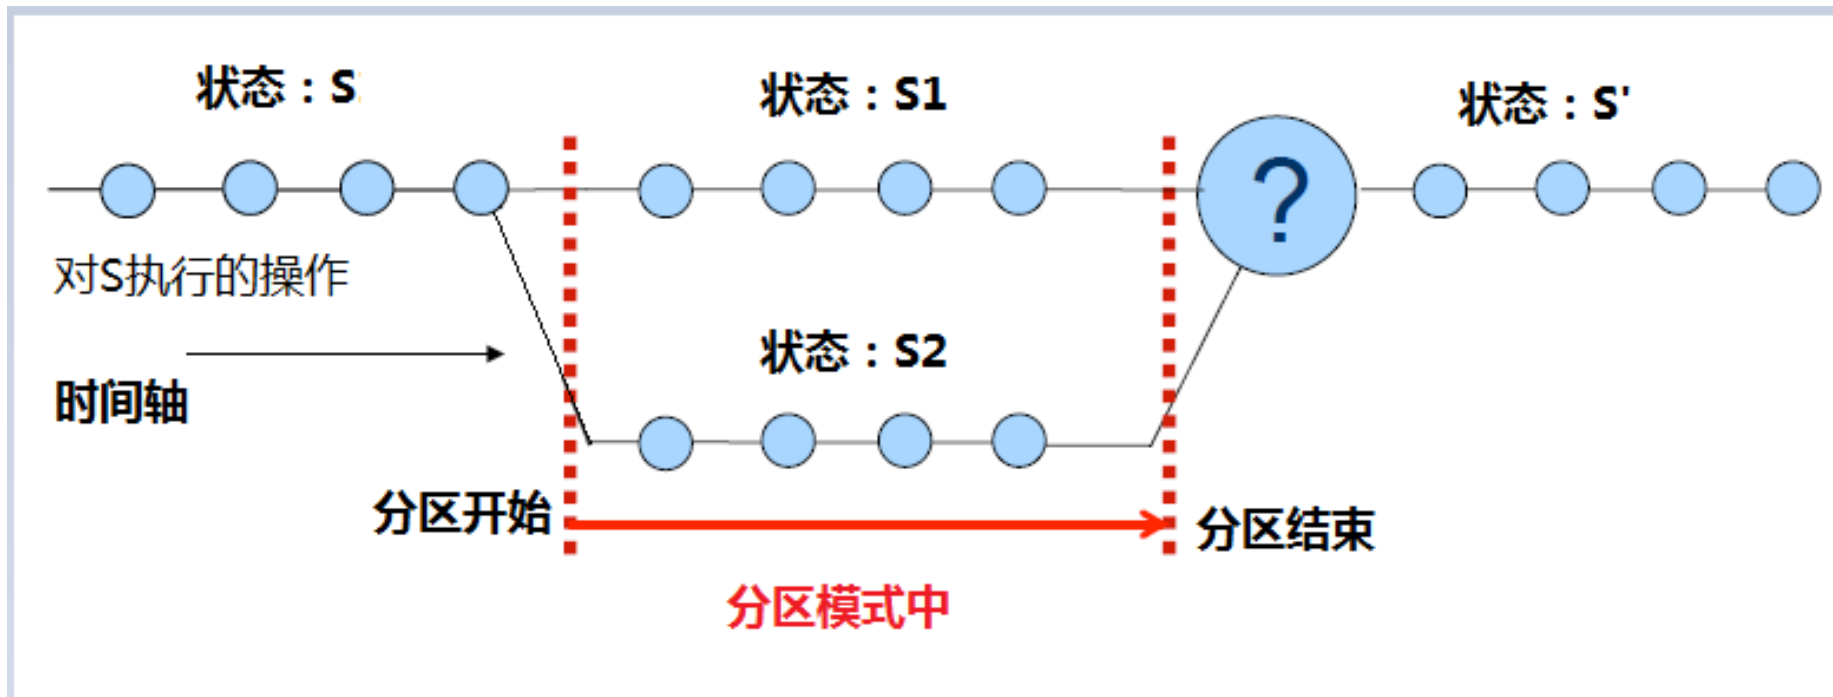 状态：S
状态：S1
状态：S'
?
对S执行的操作
状态：S2
时间轴
分区开始
分区结束
分区模式中